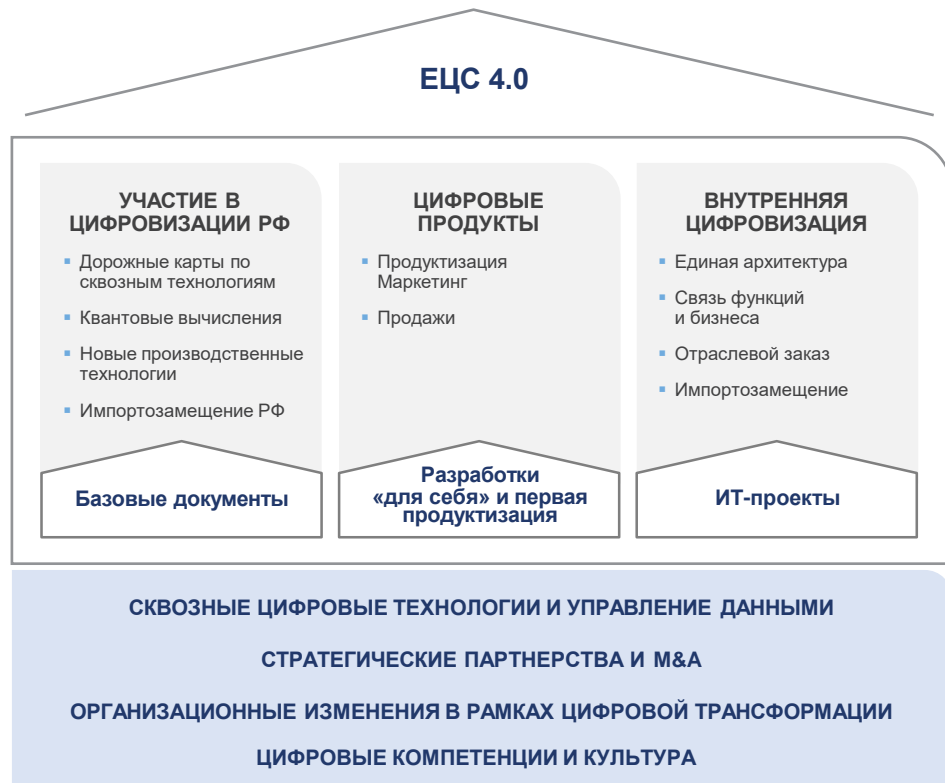 ЕЦС 4.0
УЧАСТИЕ В
ЦИФРОВИЗАЦИИ РФ
Дорожные карты по
сквозным технологиям
Квантовые вычисления
Новые производственные
технологии
Импортозамещение РФ
Базовые документы
ЦИФРОВЫЕ
ПРОДУКТЫ
Продуктизация
Маркетинг
Продажи
Разработки
«для себя» и первая
продуктизация
ВНУТРЕННЯЯ
ЦИФРОВИЗАЦИЯ
Единая архитектура
Связь функций
и бизнеса
Отраслевой заказ
Импортозамещение
ИТ-проекты
СКВОЗНЫЕ ЦИФРОВЫЕ ТЕХНОЛОГИИ И УПРАВЛЕНИЕ ДАННЫМИ
СТРАТЕГИЧЕСКИЕ ПАРТНЕРСТВА И M&A
ОРГАНИЗАЦИОННЫЕ ИЗМЕНЕНИЯ В РАМКАХ ЦИФРОВОЙ ТРАНСФОРМАЦИИ
ЦИФРОВЫЕ КОМПЕТЕНЦИИ И КУЛЬТУРА